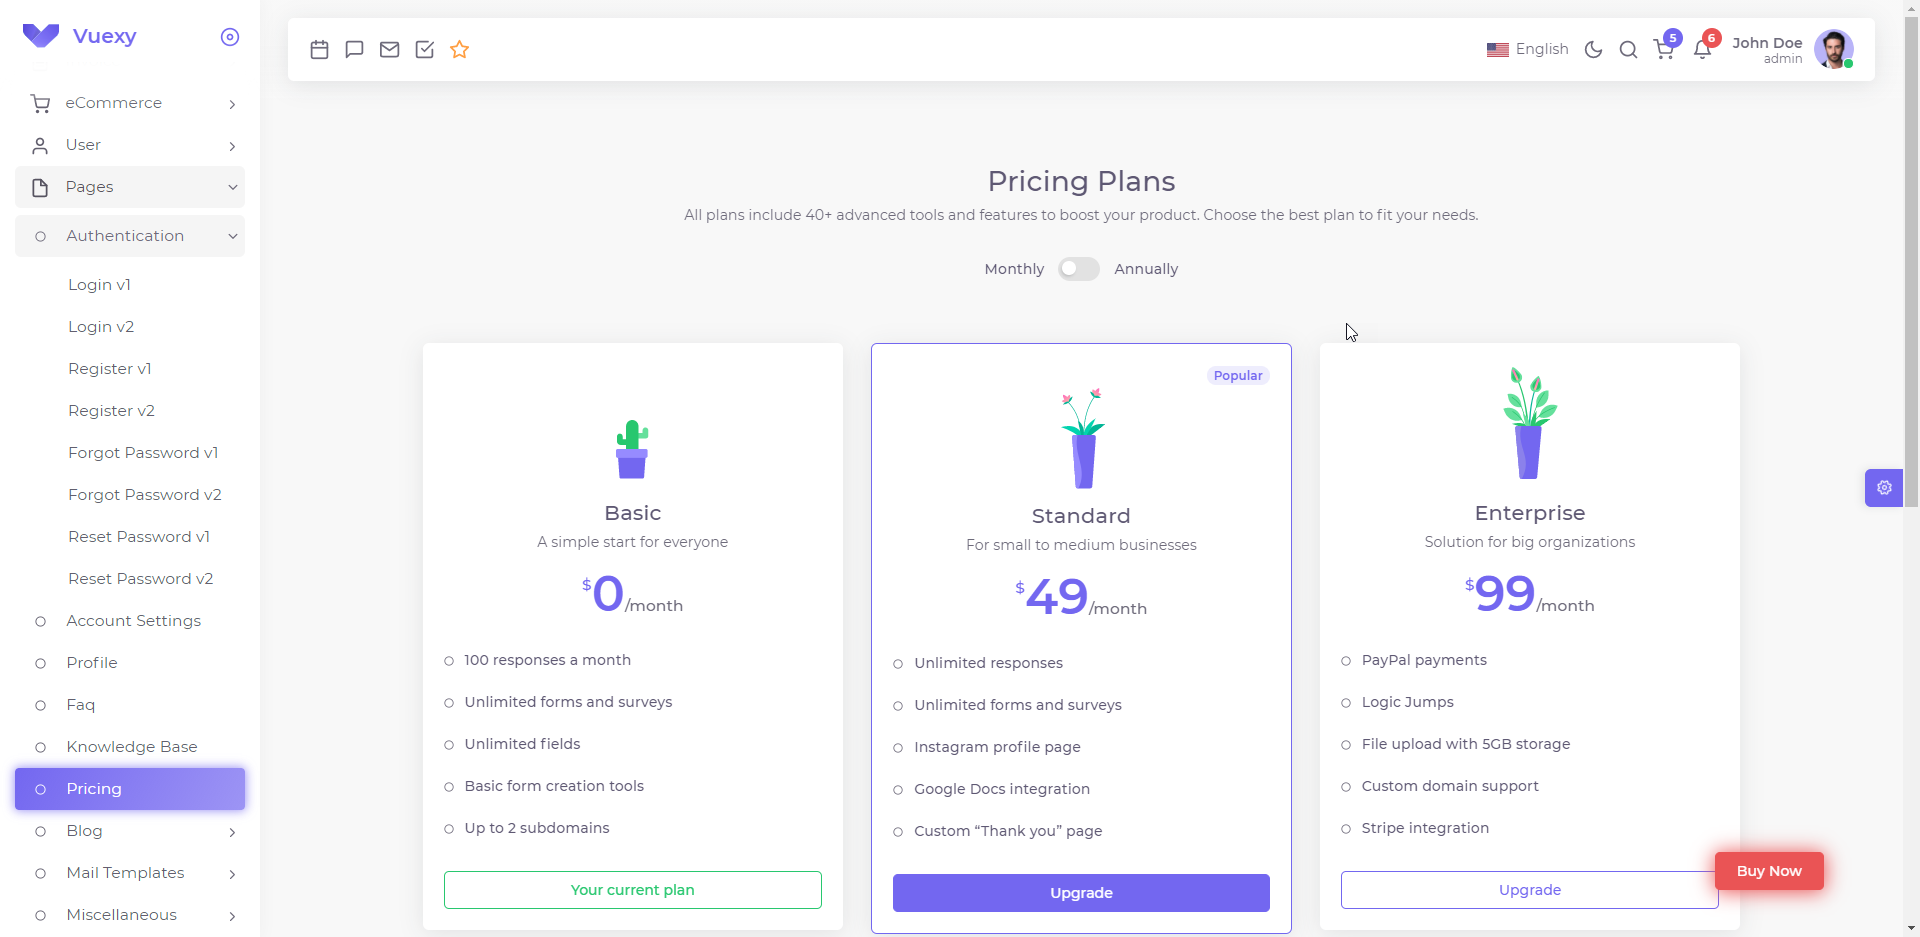 Vuexy
eCommerce
User
Pages
Authentication
Login v1
Login v2
Register v1
Register v2
Forgot Password v1
Forgot Password v2
Reset Password v1
Reset Password v2
Account Settings
Profile
Faq
Knowledge Base
Pricing
Blog
Mail Templates
Miscellaneous
English
5
6
John Doe
admin
Pricing Plans
All plans include 40+ advanced tools and features to boost your product. Choose the best plan to fit your needs.
Monthly Annually
Basic
A simple start for everyone
$0/month
100 responses a month
Unlimited forms and surveys
Unlimited fields
Basic form creation tools
Up to 2 subdomains
Your current plan
Popular
Standard
For small to medium businesses
$49/month
Unlimited responses
Unlimited forms and surveys
Instagram profile page
Google Docs integration
Custom “Thank you” page
Upgrade
Enterprise
Solution for big organizations
$99/month
PayPal payments
Logic Jumps
File upload with 5GB storage
Custom domain support
Stripe integration
Upgrade
Buy Now